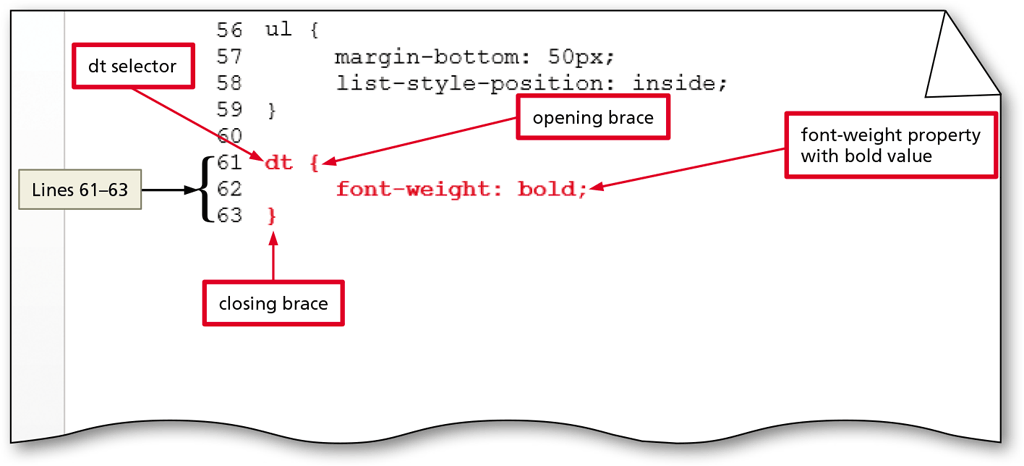 56 ul {
57 margin-bottom: 50px;
dt selector
58 list-style-position: inside;
59 }
opening brace
60
font-weight property
with bold value
61 dt {
Lines 61–63
62 font-weight: bold;
63 }
closing brace